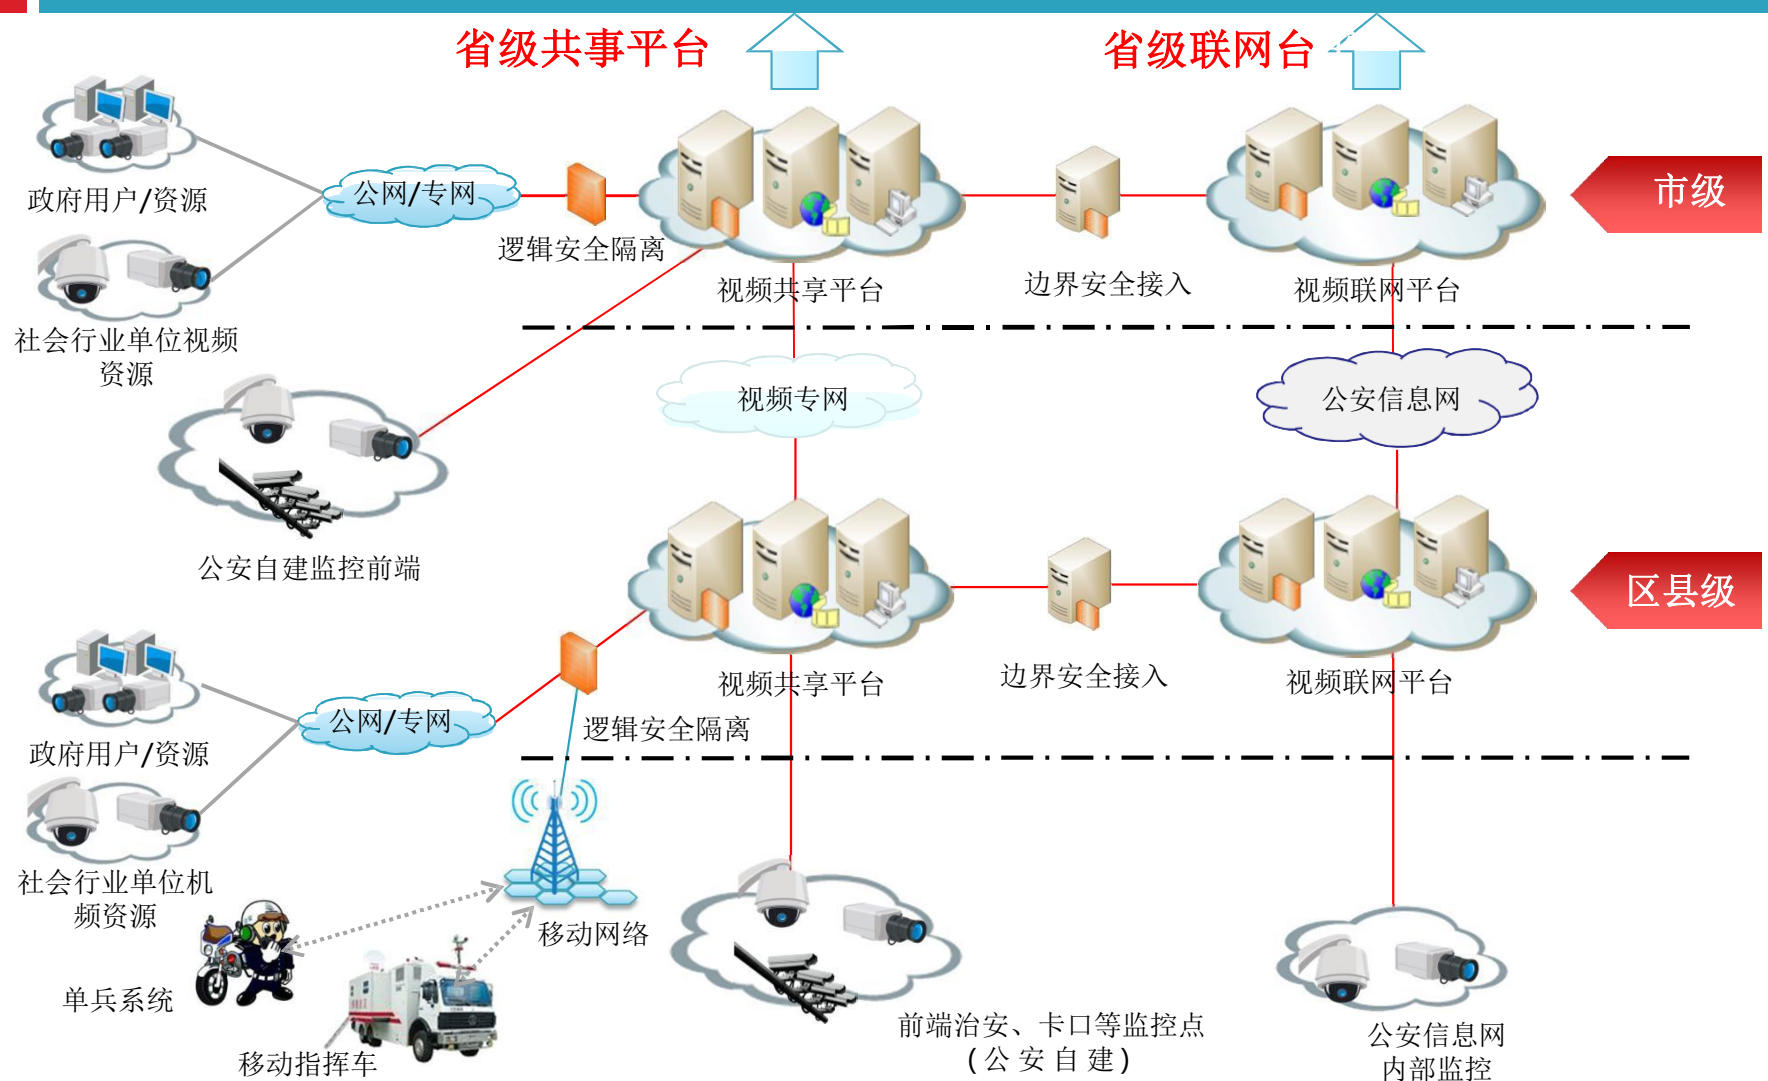 省级共事平台
省级联网台
政府用户/资源
公网/专网
逻辑安全隔离
视频共享平台
边界安全接入
视频联网平台
市级
社会行业单位视频
资源
视频专网
公安信息网
公安自建监控前端
区县级
政府用户/资源
公网/专网
逻辑安全隔离
视频共享平台
边界安全接入
视频联网平台
社会行业单位机
频资源
移动网络
单兵系统
移动指挥车
前端治安、卡口等监控点
(公安自建)
公安信息网
内部监控